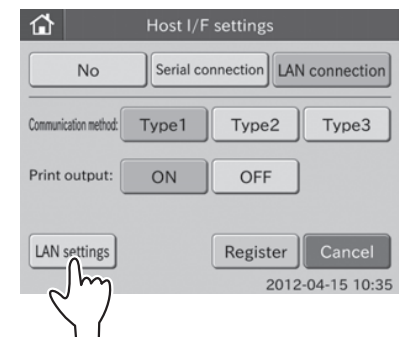 Host I/F settings
No Serial connection LAN connection
Communication method: Type1 Type2 Type3
Print output: ON OFF
LAN settings Register Cancel
2012-04-15 10:35